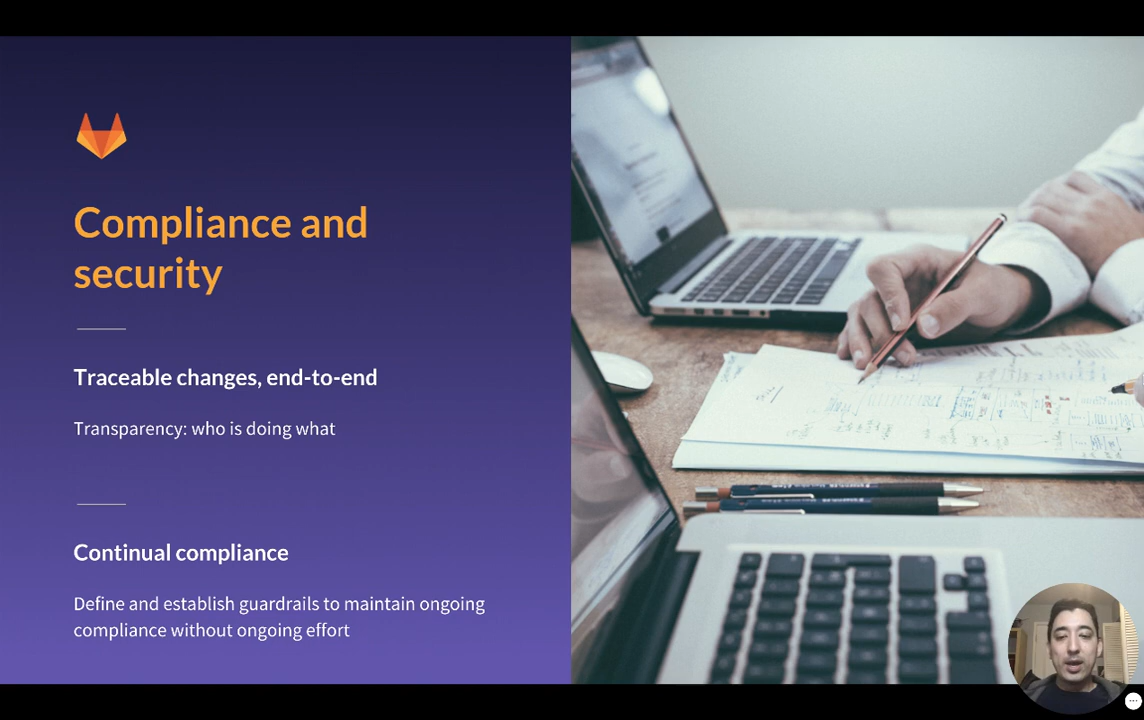 Compliance and
security
Traceable changes, end-to-end
Transparency: who is doing what
Continual compliance
Define and establish guardrails to maintain ongoing
compliance without ongoing effort